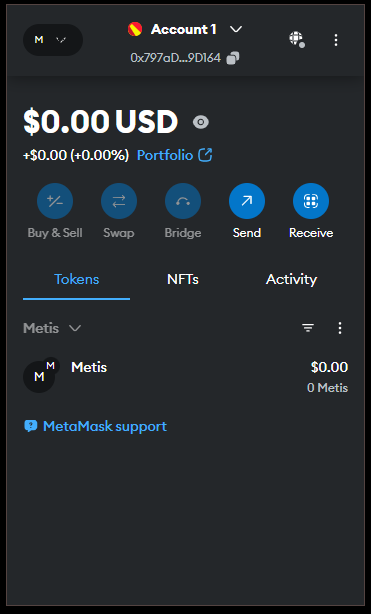 M
Account 1
0x797aD...9D164
$0.00 USD
+$0.00 (+0.00%) Portfolio
Buy & Sell Swap Bridge Send Receive
Tokens NFTs Activity
Metis
M M Metis $0.00
0 Metis
MetaMask support